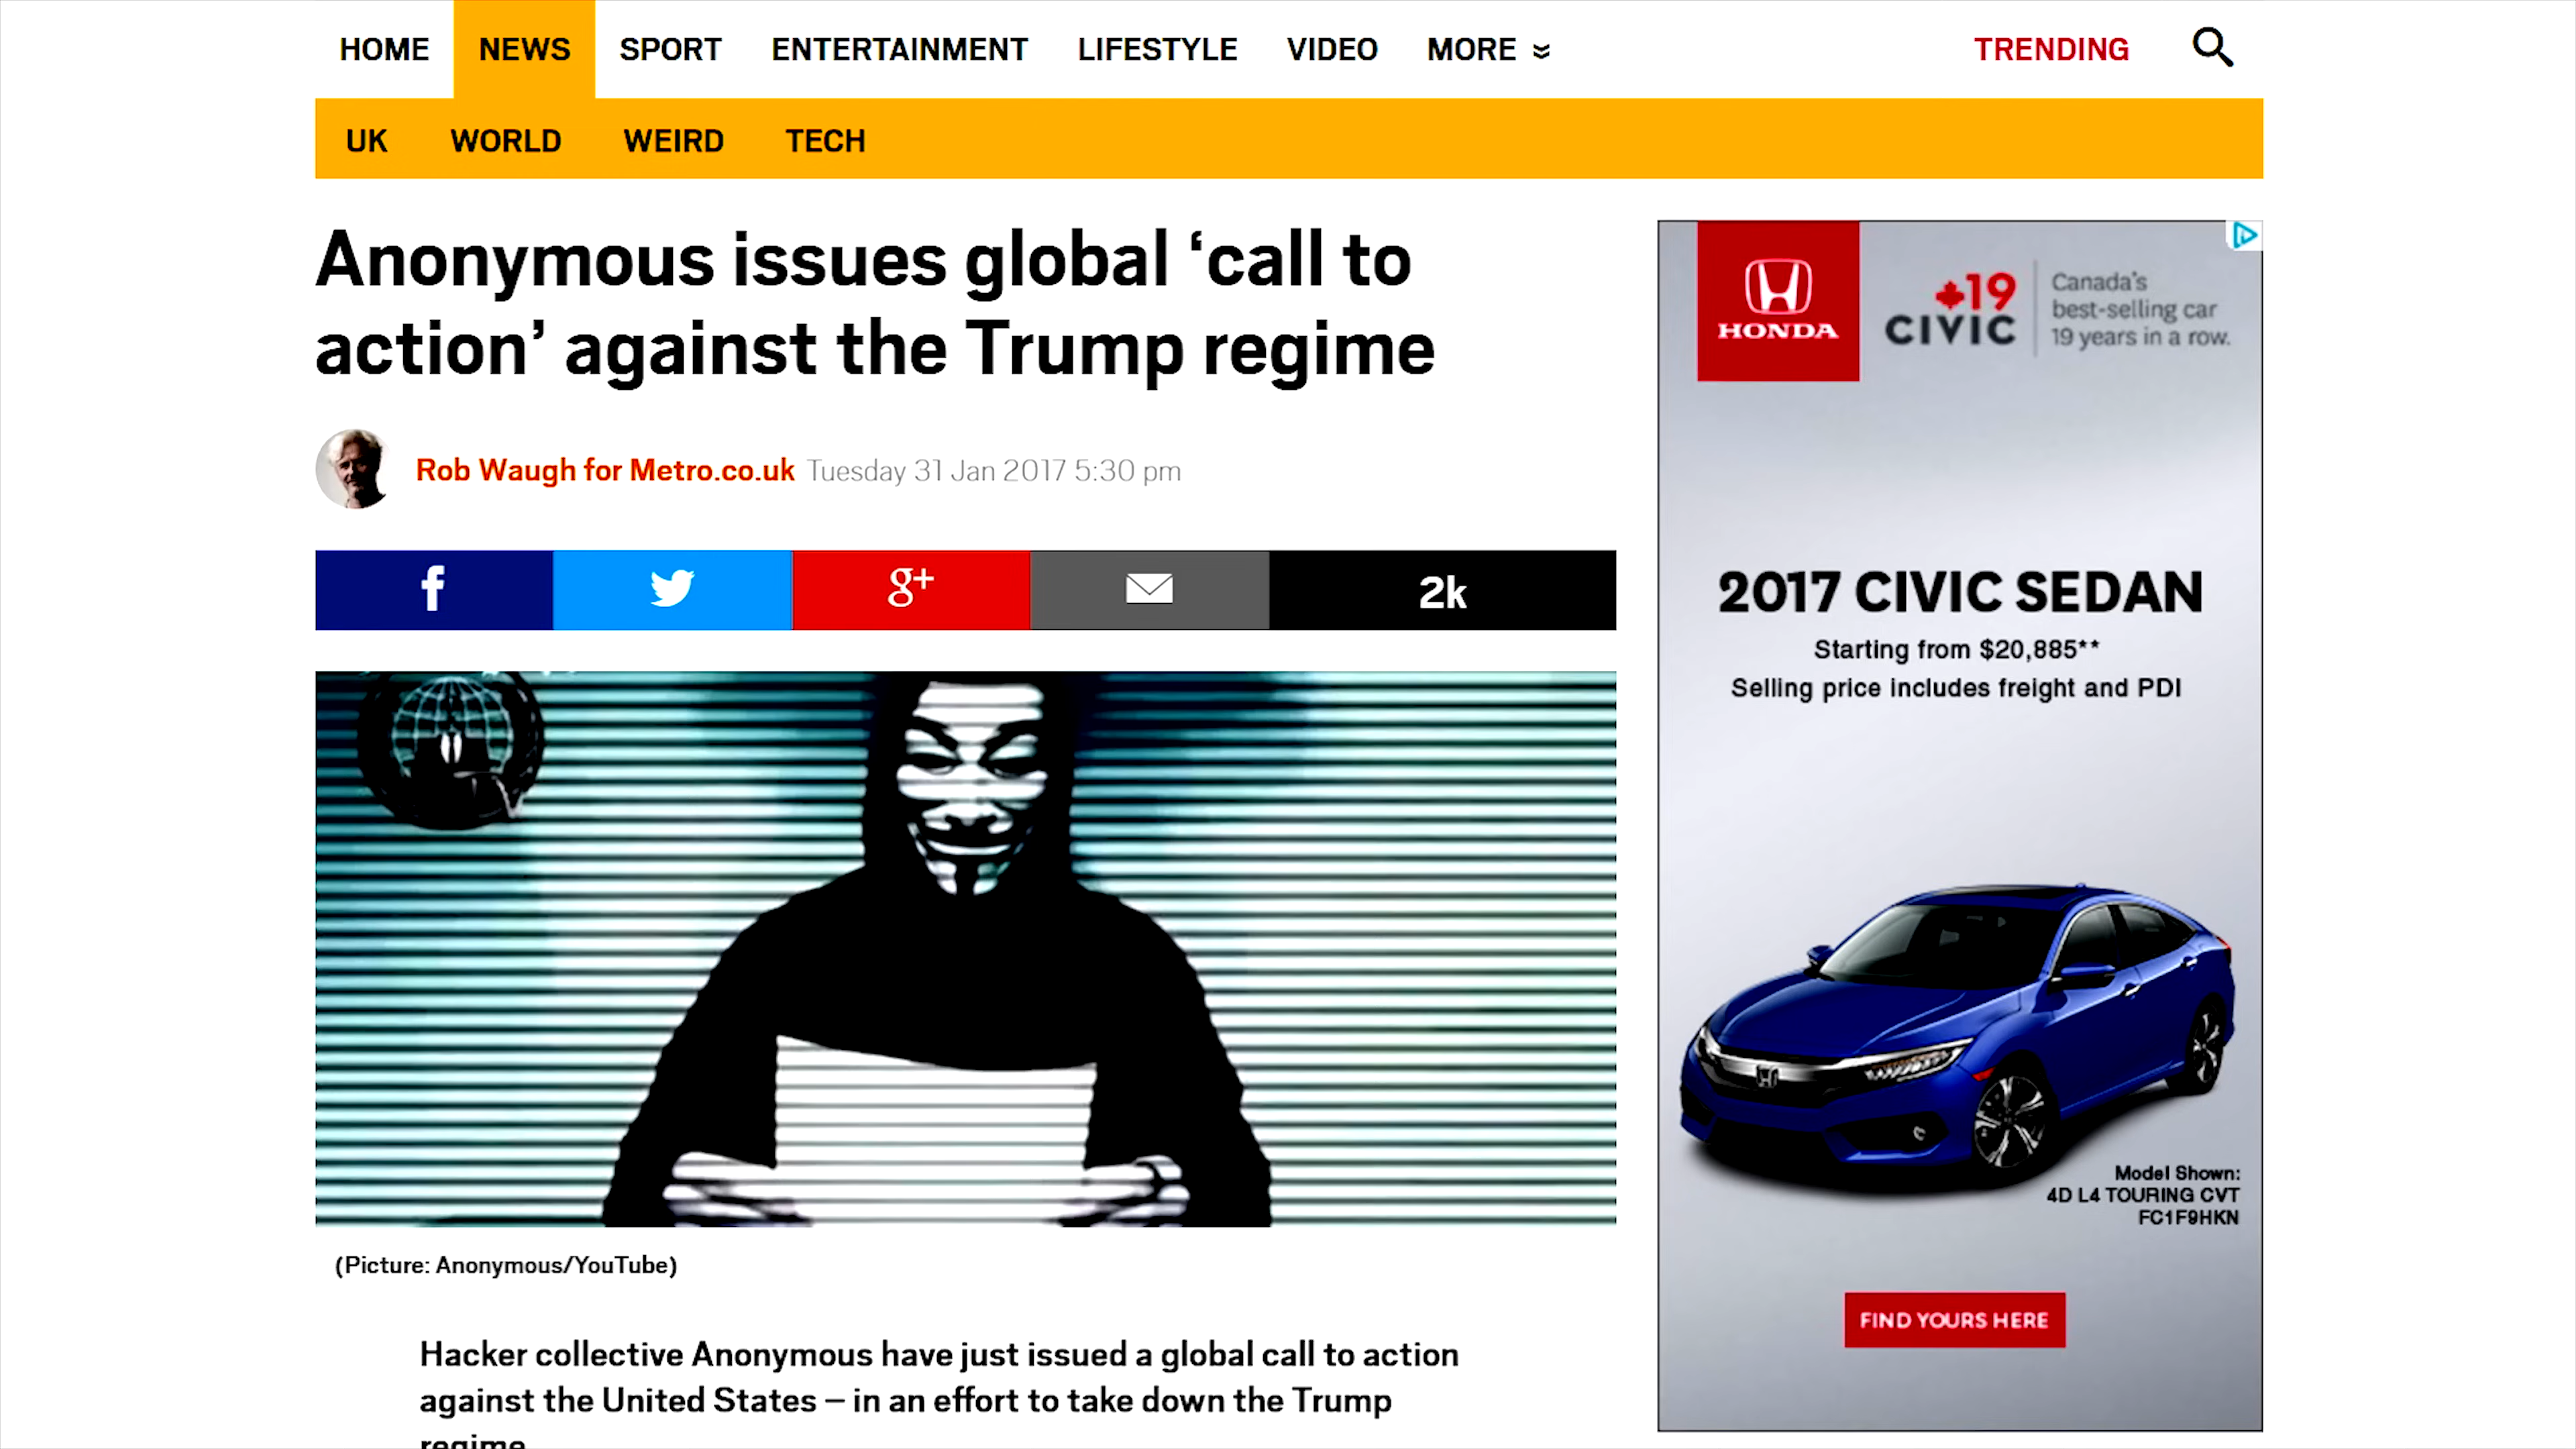 HOME NEWS SPORT ENTERTAINMENT LIFESTYLE VIDEO MORE TRENDING
UK WORLD WEIRD TECH
Anonymous issues global ‘call to
action’ against the Trump regime
Rob Waugh for Metro.co.uk Tuesday 31 Jan 2017 5:30 pm
f g+ 2k
(Picture: Anonymous/YouTube)
Hacker collective Anonymous have just issued a global call to action
against the United States – in an effort to take down the Trump
regime
HONDA
19
CIVIC
Canada's
best-selling car
19 years in a row.
2017 CIVIC SEDAN
Starting from $20,885**
Selling price includes freight and PDI
Model Shown:
4D L4 TOURING CVT
FC1F9HKN
FIND YOURS HERE